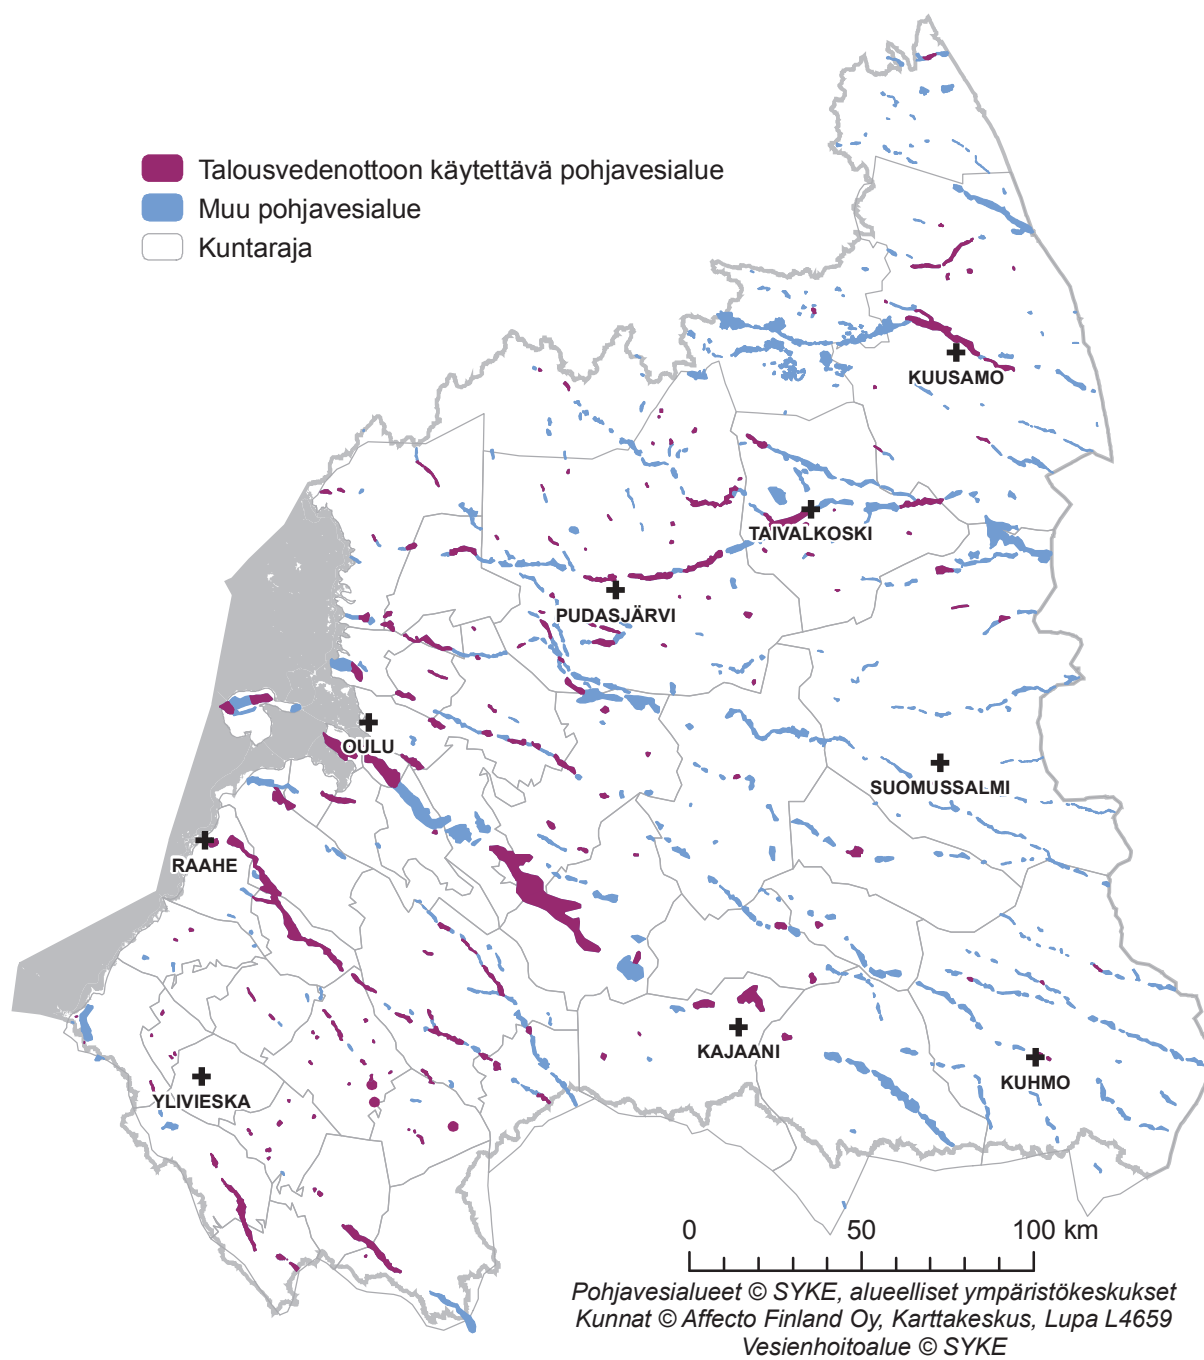 Talousvedenottoon käytettävä pohjavesialue
Muu pohjavesialue
Kuntaraja
KUUSAMO
TAIVALKOSKI
PUDASJÄRVI
OULU
SUOMUSSALMI
RAAHE
KAJAANI
KUHMO
YLIVIESKA
0 50 100 km
Pohjavesialueet © SYKE, alueelliset ympäristökeskukset
Kunnat © Affecto Finland Oy, Karttakeskus, Lupa L4659
Vesienhoitoalue © SYKE